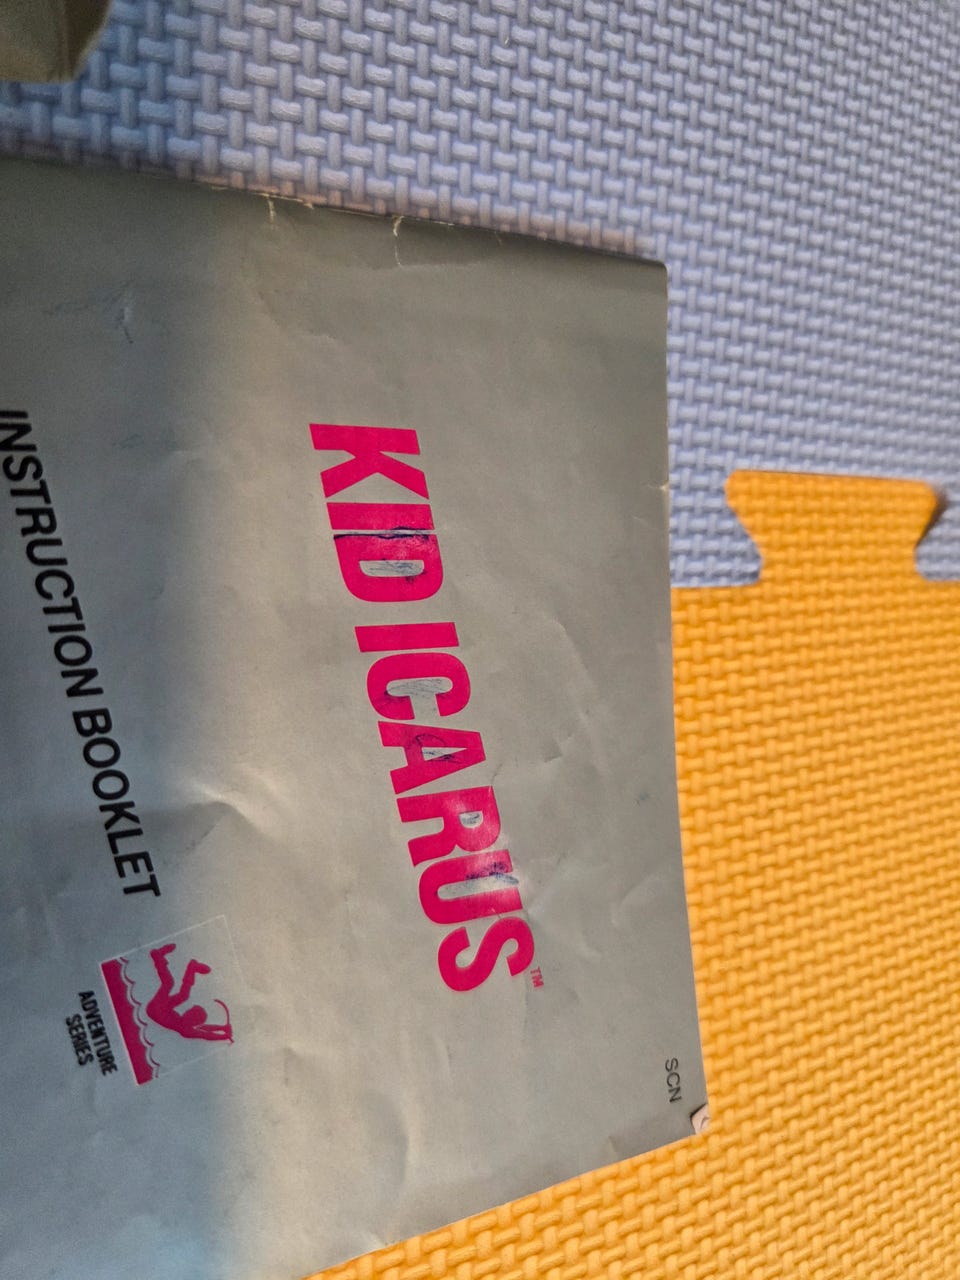 SCN
KID ICARUS™
INSTRUCTION BOOKLET
ADVENTURE
SERIES